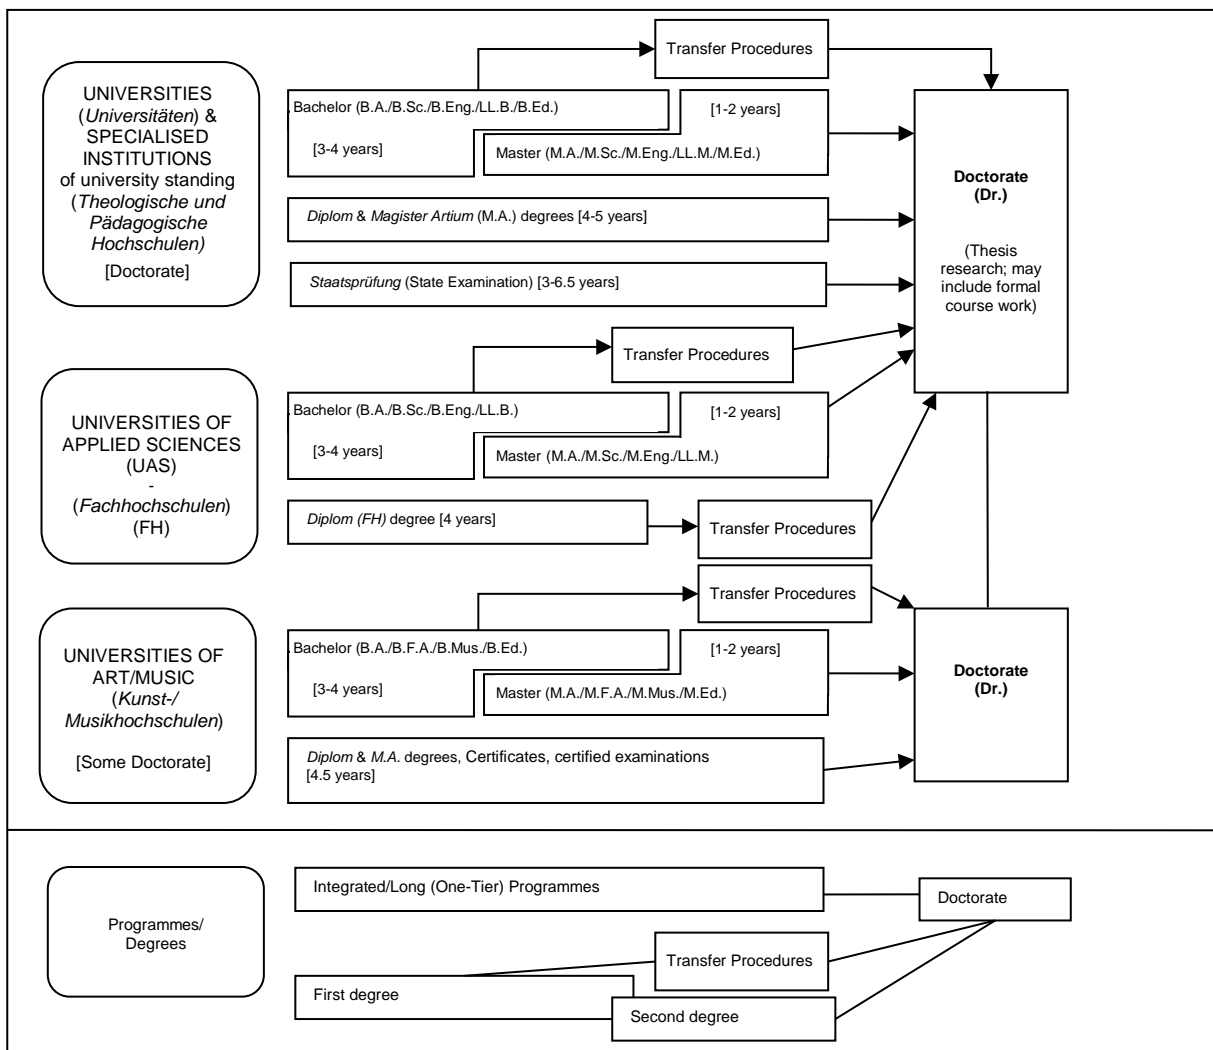 Transfer Procedures
UNIVERSITIES
(Universitäten) &
SPECIALISED
INSTITUTIONS
of university standing
(Theologische und
Pädagogische
Hochschulen)
[Doctorate]
Bachelor (B.A./B.Sc./B.Eng./LL.B./B.Ed.)
[3-4 years]
[1-2 years]
Master (M.A./M.Sc./M.Eng./LL.M./M.Ed.)
Diplom & Magister Artium (M.A.) degrees [4-5 years]
Staatsprüfung (State Examination) [3-6.5 years]
Doctorate
(Dr.)
(Thesis
research; may
include formal
course work)
Transfer Procedures
UNIVERSITIES OF
APPLIED SCIENCES
(UAS)
-
(Fachhochschulen)
(FH)
Bachelor (B.A./B.Sc./B.Eng./LL.B.)
[3-4 years]
[1-2 years]
Master (M.A./M.Sc./M.Eng./LL.M.)
Diplom (FH) degree [4 years]
Transfer Procedures
Transfer Procedures
UNIVERSITIES OF
ART/MUSIC
(Kunst-/
Musikhochschulen)
[Some Doctorate]
Bachelor (B.A./B.F.A./B.Mus./B.Ed.)
[3-4 years]
[1-2 years]
Master (M.A./M.F.A./M.Mus./M.Ed.)
Diplom & M.A. degrees, Certificates, certified examinations
[4.5 years]
Doctorate
(Dr.)
Programmes/
Degrees
Integrated/Long (One-Tier) Programmes
Doctorate
Transfer Procedures
First degree
Second degree